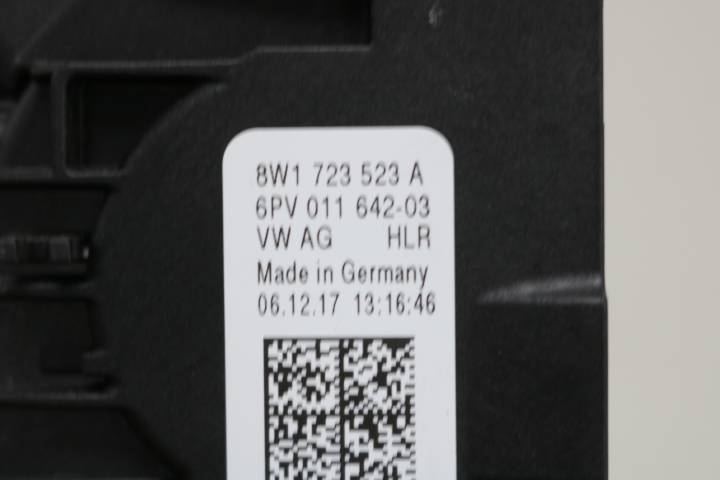 8W1 723 523 A
6PV 011 642-03
VW AG HLR
Made in Germany
06.12.17 13:16:46